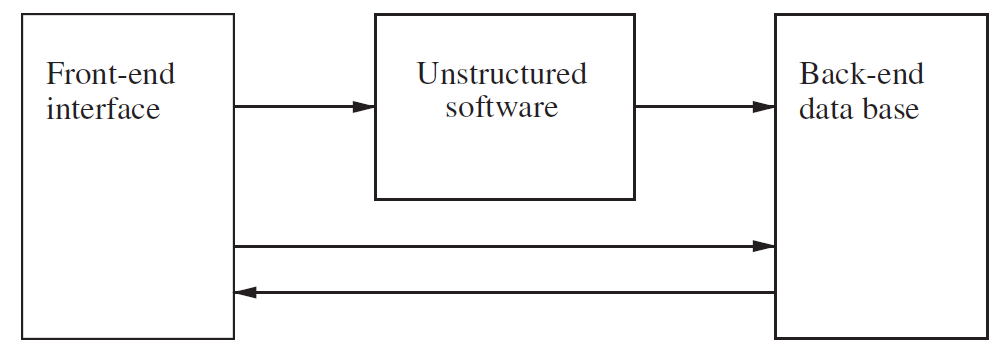 Front-end
interface
Unstructured
software
Back-end
data base